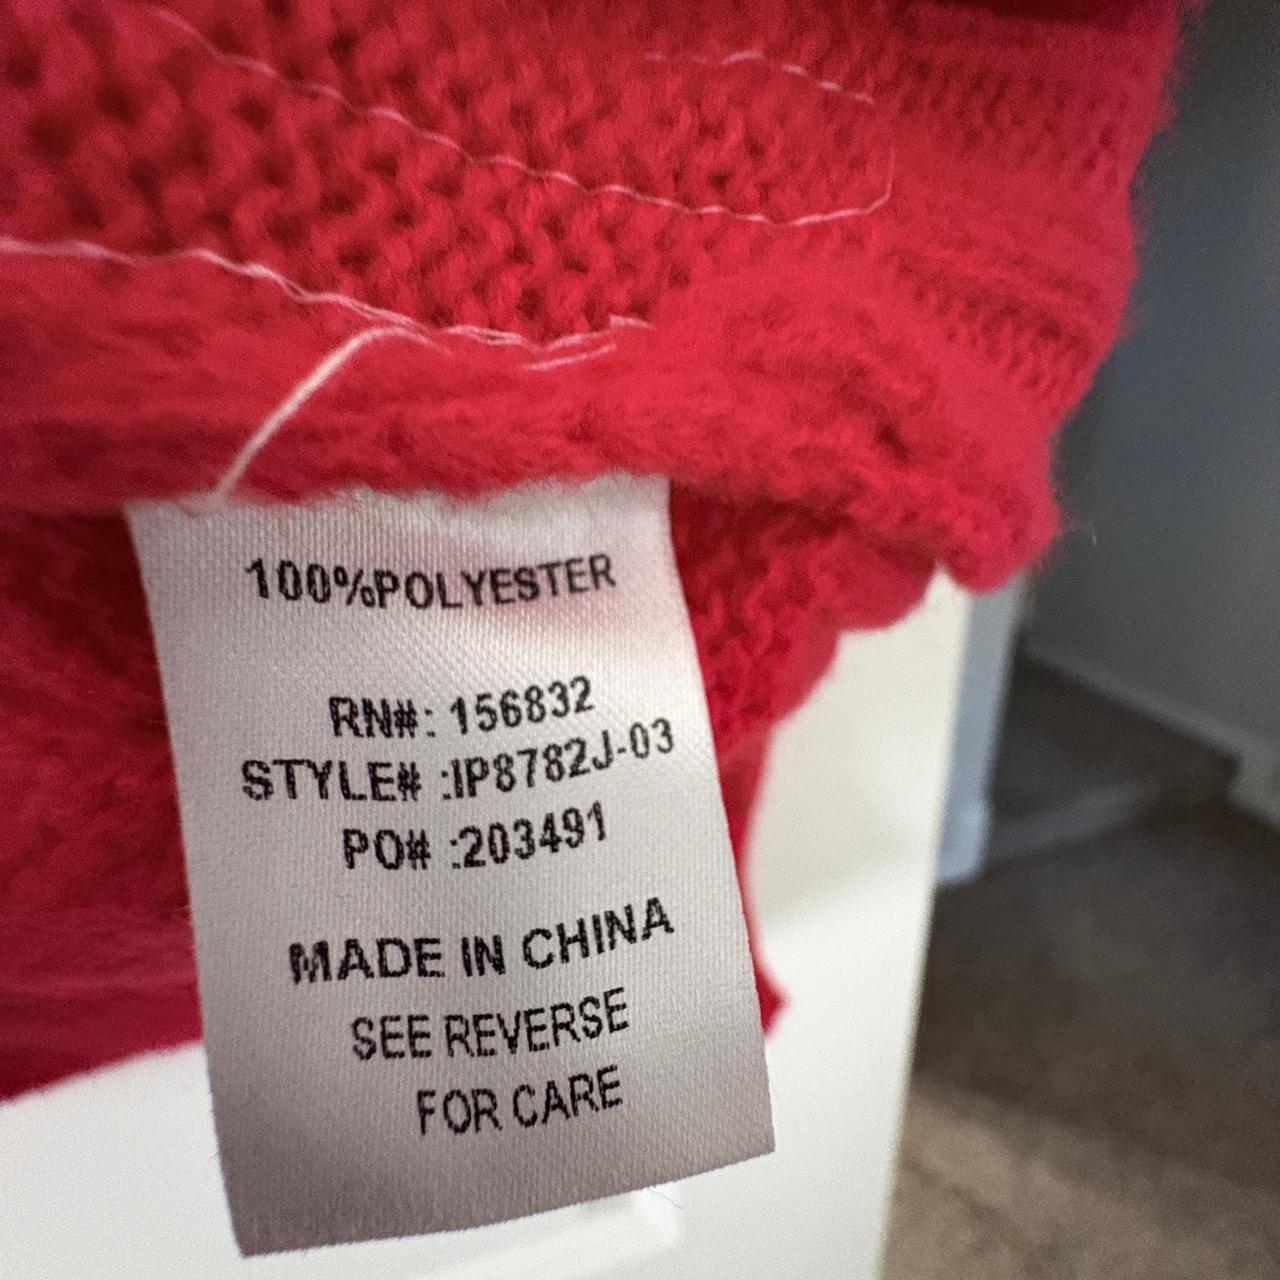 100%POLYESTER
RN#: 156832
STYLE# :IP8782J-03
PO# :203491
MADE IN CHINA
SEE REVERSE
FOR CARE